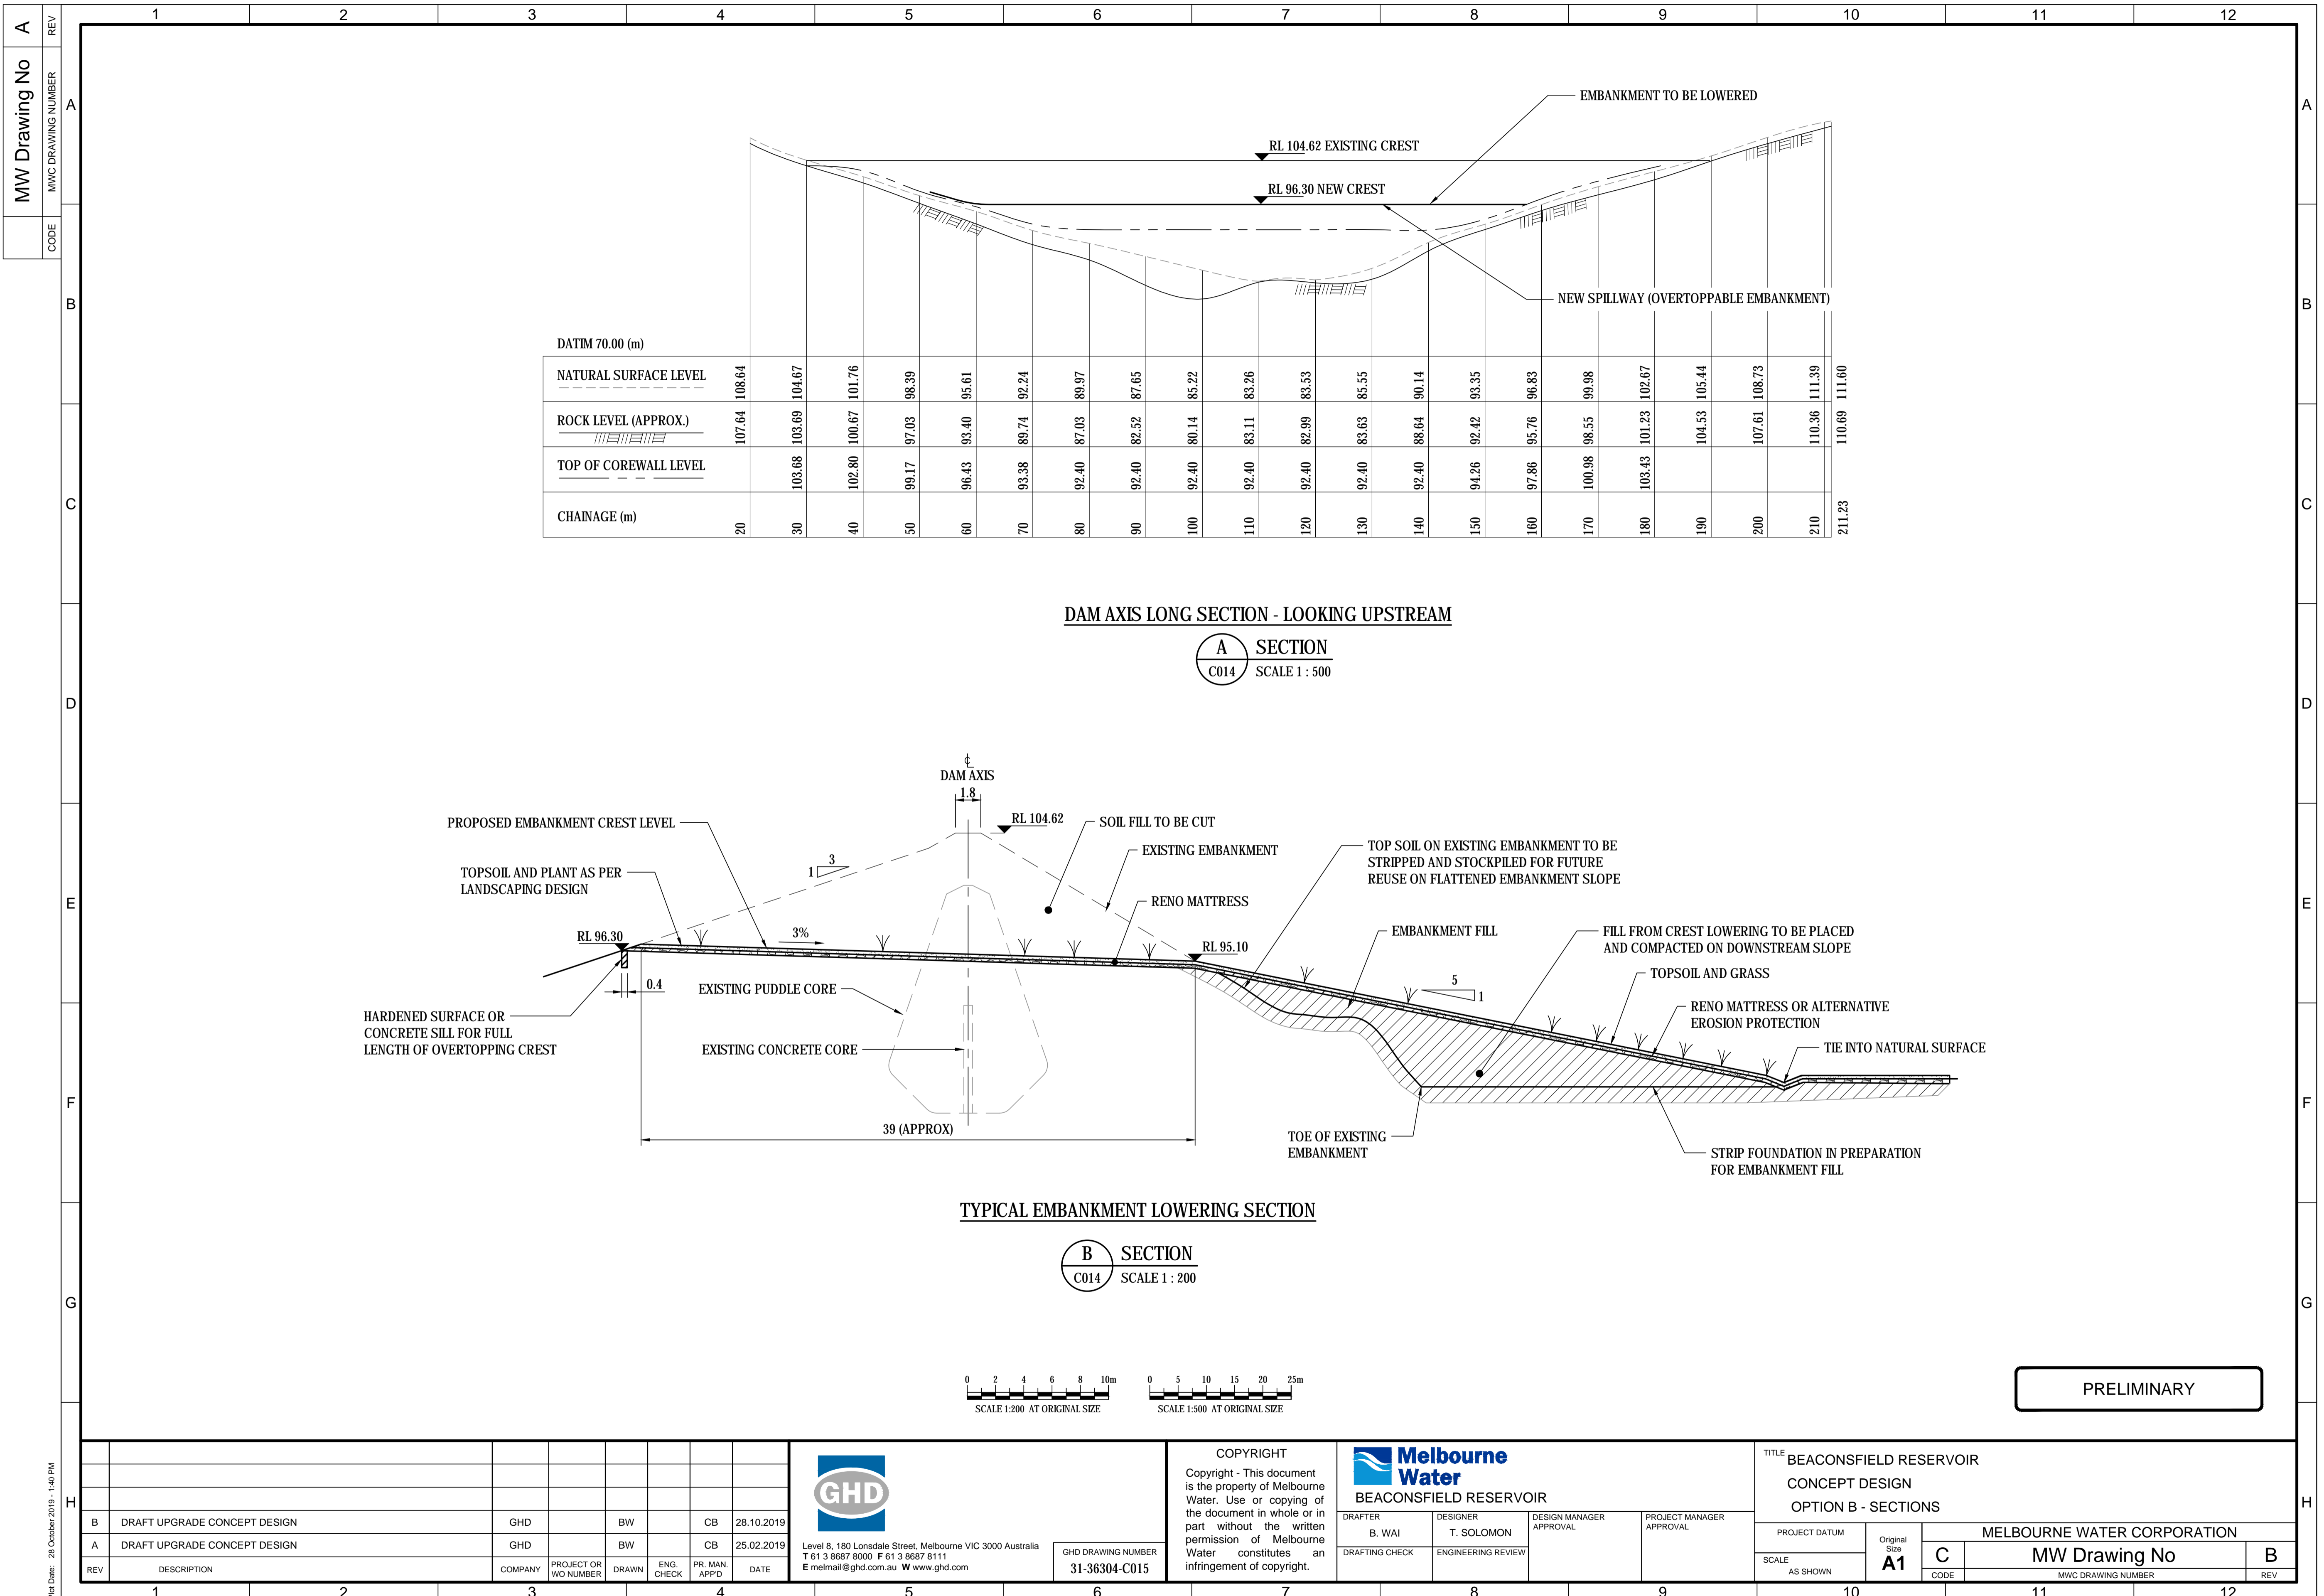 1 2 3 4 5 6 7 8 9 10 11 12
A REV
MW Drawing No MWC DRAWING NUMBER
CODE
A A
B B
C C
D D
E E
F F
G G
H H
EMBANKMENT TO BE LOWERED
RL 104.62 EXISTING CREST
RL 96.30 NEW CREST
NEW SPILLWAY (OVERTOPPABLE EMBANKMENT)
DATIM 70.00 (m)
NATURAL SURFACE LEVEL 108.64 104.67 101.76 98.39 95.61 92.24 89.97 87.65 85.22 83.26 83.53 85.55 90.14 93.35 96.83 99.98 102.67 105.44 108.73 111.39 111.60
ROCK LEVEL (APPROX.) 107.64 103.69 100.67 97.03 93.40 89.74 87.03 82.52 80.14 83.11 82.99 83.63 88.64 92.42 95.76 98.55 101.23 104.53 107.61 110.36 110.69
TOP OF COREWALL LEVEL 103.68 102.80 99.17 96.43 93.38 92.40 92.40 92.40 92.40 92.40 92.40 92.40 94.26 97.86 100.98 103.43
CHAINAGE (m) 20 30 40 50 60 70 80 90 100 110 120 130 140 150 160 170 180 190 200 210 211.23
DAM AXIS LONG SECTION - LOOKING UPSTREAM
A SECTION
C014 SCALE 1 : 500
DAM AXIS
1.8
RL 104.62
PROPOSED EMBANKMENT CREST LEVEL
SOIL FILL TO BE CUT
EXISTING EMBANKMENT
3
1
TOPSOIL AND PLANT AS PER
LANDSCAPING DESIGN
TOP SOIL ON EXISTING EMBANKMENT TO BE
STRIPPED AND STOCKPILED FOR FUTURE
REUSE ON FLATTENED EMBANKMENT SLOPE
RENO MATTRESS
RL 96.30
3%
RL 95.10
EMBANKMENT FILL
FILL FROM CREST LOWERING TO BE PLACED
AND COMPACTED ON DOWNSTREAM SLOPE
TOPSOIL AND GRASS
0.4
EXISTING PUDDLE CORE
5
1
RENO MATTRESS OR ALTERNATIVE
EROSION PROTECTION
HARDENED SURFACE OR
CONCRETE SILL FOR FULL
LENGTH OF OVERTOPPING CREST
EXISTING CONCRETE CORE
TIE INTO NATURAL SURFACE
39 (APPROX)
TOE OF EXISTING
EMBANKMENT
STRIP FOUNDATION IN PREPARATION
FOR EMBANKMENT FILL
TYPICAL EMBANKMENT LOWERING SECTION
B SECTION
C014 SCALE 1 : 200
0 2 4 6 8 10m
SCALE 1:200 AT ORIGINAL SIZE
0 5 10 15 20 25m
SCALE 1:500 AT ORIGINAL SIZE
PRELIMINARY
Plot Date: 28 October 2019 - 1:40 PM
B DRAFT UPGRADE CONCEPT DESIGN GHD BW CB 28.10.2019
A DRAFT UPGRADE CONCEPT DESIGN GHD BW CB 25.02.2019
REV DESCRIPTION COMPANY PROJECT OR WO NUMBER DRAWN ENG. CHECK PR. MAN. APP'D DATE
GHD
Level 8, 180 Lonsdale Street, Melbourne VIC 3000 Australia
T 61 3 8687 8000 F 61 3 8687 8111
E melmail@ghd.com.au W www.ghd.com
GHD DRAWING NUMBER
31-36304-C015
COPYRIGHT
Copyright - This document
is the property of Melbourne
Water. Use or copying of
the document in whole or in
part without the written
permission of Melbourne
Water constitutes an
infringement of copyright.
Melbourne
Water
BEACONSFIELD RESERVOIR
DRAFTER
B. WAI
DESIGNER
T. SOLOMON
DESIGN MANAGER
APPROVAL
PROJECT MANAGER
APPROVAL
DRAFTING CHECK
ENGINEERING REVIEW
TITLE BEACONSFIELD RESERVOIR
CONCEPT DESIGN
OPTION B - SECTIONS
PROJECT DATUM
SCALE
AS SHOWN
Original
Size
A1
MELBOURNE WATER CORPORATION
C MW Drawing No B
CODE MWC DRAWING NUMBER REV
1 2 3 4 5 6 7 8 9 10 11 12